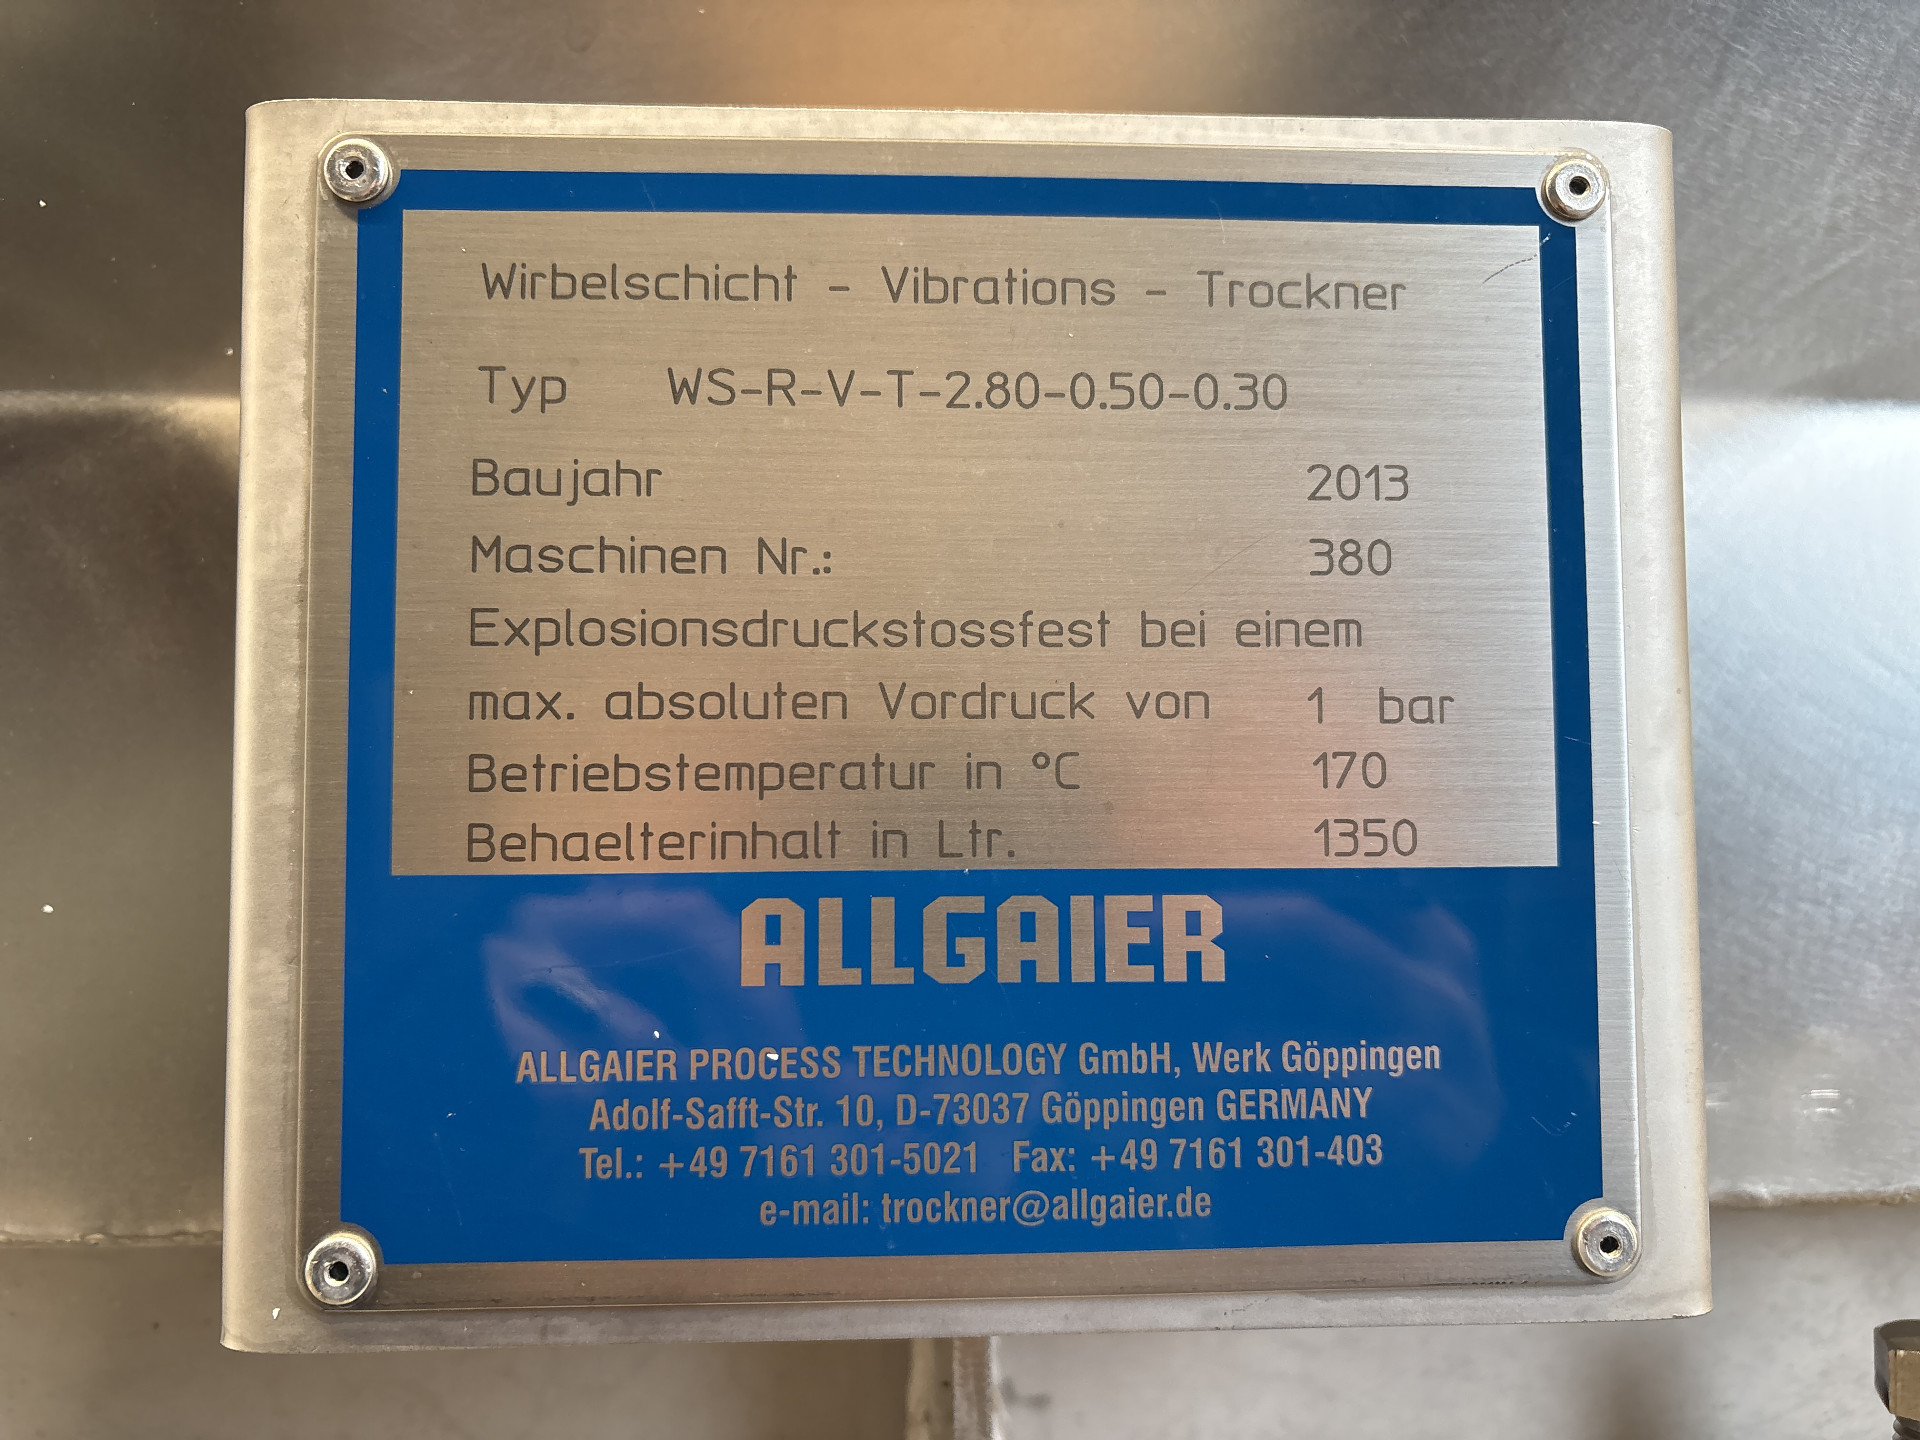 Wirbelschicht - Vibrations - Trockner
Typ WS-R-V-T-2.80-0.50-0.30
Baujahr 2013
Maschinen Nr.: 380
Explosionsdruckstossfest bei einem
max. absoluten Vordruck von 1 bar
Betriebstemperatur in °C 170
Behaelterinhalt in Ltr. 1350
ALLGAIER
ALLGAIER PROCESS TECHNOLOGY GmbH, Werk Göppingen
Adolf-Safft-Str. 10, D-73037 Göppingen GERMANY
Tel.: +49 7161 301-5021 Fax: +49 7161 301-403
e-mail: trockner@allgaier.de